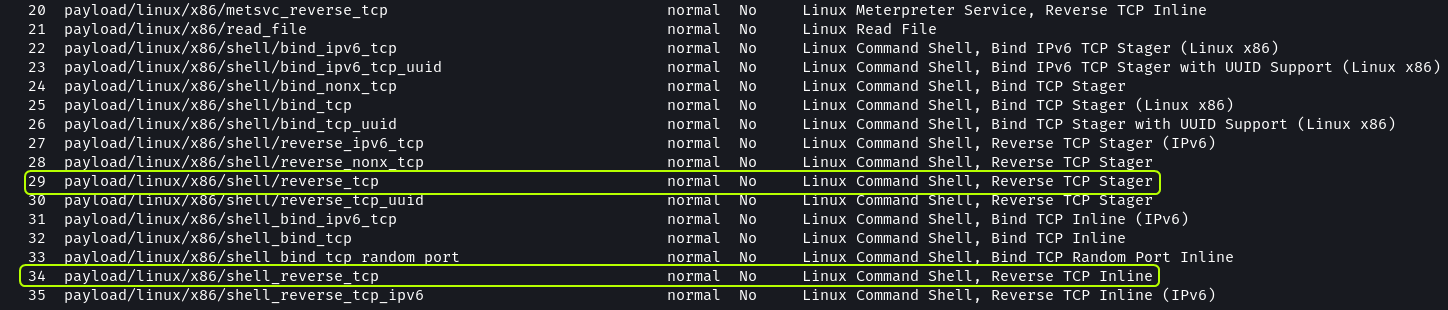 20 payload/linux/x86/metsvc_reverse_tcp normal No Linux Meterpreter Service, Reverse TCP Inline
21 payload/linux/x86/read_file normal No Linux Read File
22 payload/linux/x86/shell/bind_ipv6_tcp normal No Linux Command Shell, Bind IPv6 TCP Stager (Linux x86)
23 payload/linux/x86/shell/bind_ipv6_tcp_uuid normal No Linux Command Shell, Bind IPv6 TCP Stager with UUID Support (Linux x86)
24 payload/linux/x86/shell/bind_nonx_tcp normal No Linux Command Shell, Bind TCP Stager
25 payload/linux/x86/shell/bind_tcp normal No Linux Command Shell, Bind TCP Stager (Linux x86)
26 payload/linux/x86/shell/bind_tcp_uuid normal No Linux Command Shell, Bind TCP Stager with UUID Support (Linux x86)
27 payload/linux/x86/shell/reverse_ipv6_tcp normal No Linux Command Shell, Reverse TCP Stager (IPv6)
28 payload/linux/x86/shell/reverse_nonx_tcp normal No Linux Command Shell, Reverse TCP Stager
29 payload/linux/x86/shell/reverse_tcp normal No Linux Command Shell, Reverse TCP Stager
30 payload/linux/x86/shell/reverse_tcp_uuid normal No Linux Command Shell, Reverse TCP Stager
31 payload/linux/x86/shell_bind_ipv6_tcp normal No Linux Command Shell, Bind TCP Inline (IPv6)
32 payload/linux/x86/shell_bind_tcp normal No Linux Command Shell, Bind TCP Inline
33 payload/linux/x86/shell_bind_tcp_random_port normal No Linux Command Shell, Bind TCP Random Port Inline
34 payload/linux/x86/shell_reverse_tcp normal No Linux Command Shell, Reverse TCP Inline
35 payload/linux/x86/shell_reverse_tcp_ipv6 normal No Linux Command Shell, Reverse TCP Inline (IPv6)